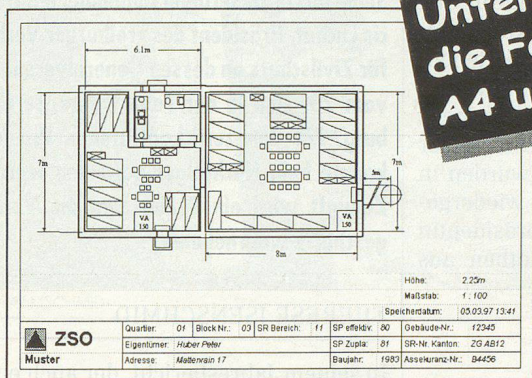 Unter
die F
A4 u
6.1m
7m
7m
5m
VA
150
VA
150
8m
Höhe: 2.25m
Maßstab: 1 : 100
Speicherdatum: 05.03.97 13:41
ZSO
Muster
Quartier: 01 Block Nr.: 03 SR Bereich: 11 SP effektiv: 80 Gebäude-Nr.: 12345
Eigentümer: Huber Peter SP Zupla: 81 SR-Nr. Kanton: ZG AB12
Adresse: Mattenrain 17 Baujahr: 1983 Assekuranz-Nr.: B4456